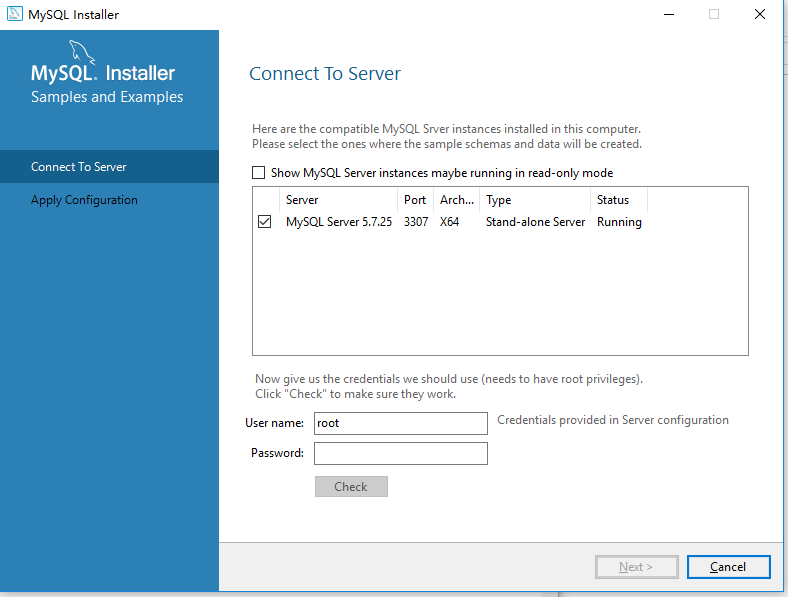 MySQL Installer
MySQL. Installer
Samples and Examples
Connect To Server
Apply Configuration
Connect To Server
Here are the compatible MySQL Srver instances installed in this computer.
Please select the ones where the sample schemas and data will be created.
Show MySQL Server instances maybe running in read-only mode
Server Port Arch... Type Status
MySQL Server 5.7.25 3307 X64 Stand-alone Server Running
Now give us the credentials we should use (needs to have root privileges).
Click "Check" to make sure they work.
User name: root Credentials provided in Server configuration
Password:
Check
Next > Cancel